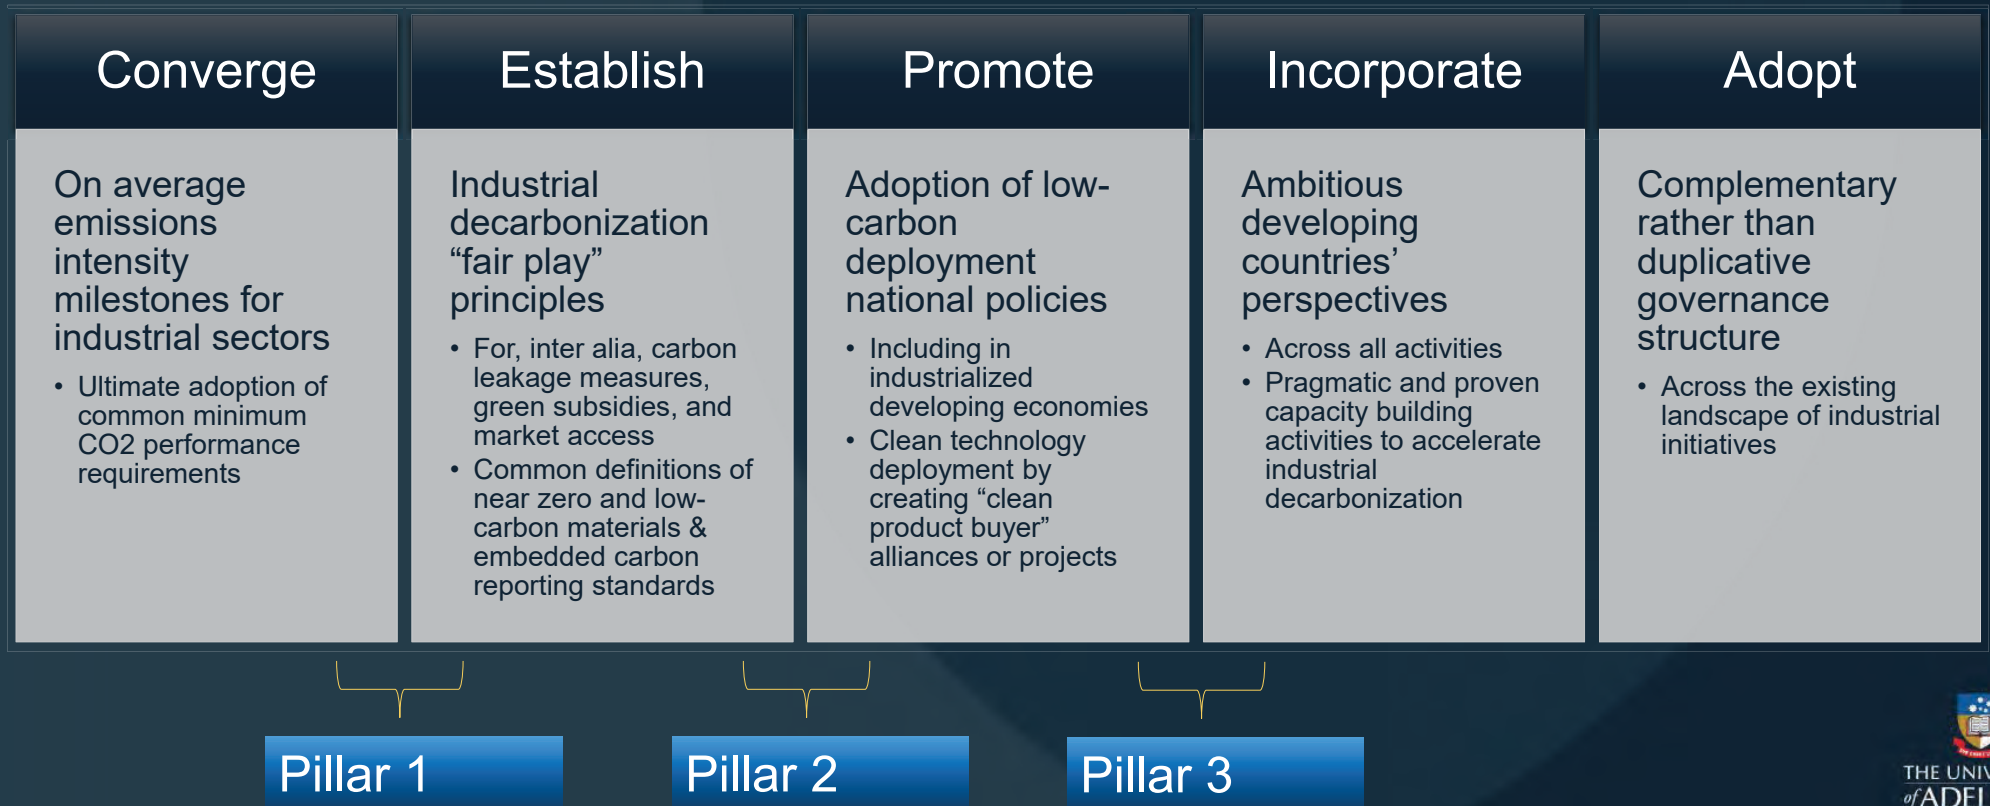 Converge
On average
emissions
intensity
milestones for
industrial sectors
• Ultimate adoption of
common minimum
CO2 performance
requirements
Establish
Industrial
decarbonization
“fair play”
principles
• For, inter alia, carbon
leakage measures,
green subsidies, and
market access
• Common definitions of
near zero and low-
carbon materials &
embedded carbon
reporting standards
Promote
Adoption of low-
carbon
deployment
national policies
• Including in
industrialized
developing economies
• Clean technology
deployment by
creating “clean
product buyer”
alliances or projects
Incorporate
Ambitious
developing
countries’
perspectives
• Across all activities
• Pragmatic and proven
capacity building
activities to accelerate
industrial
decarbonization
Adopt
Complementary
rather than
duplicative
governance
structure
• Across the existing
landscape of industrial
initiatives
Pillar 1
Pillar 2
Pillar 3
THE
of